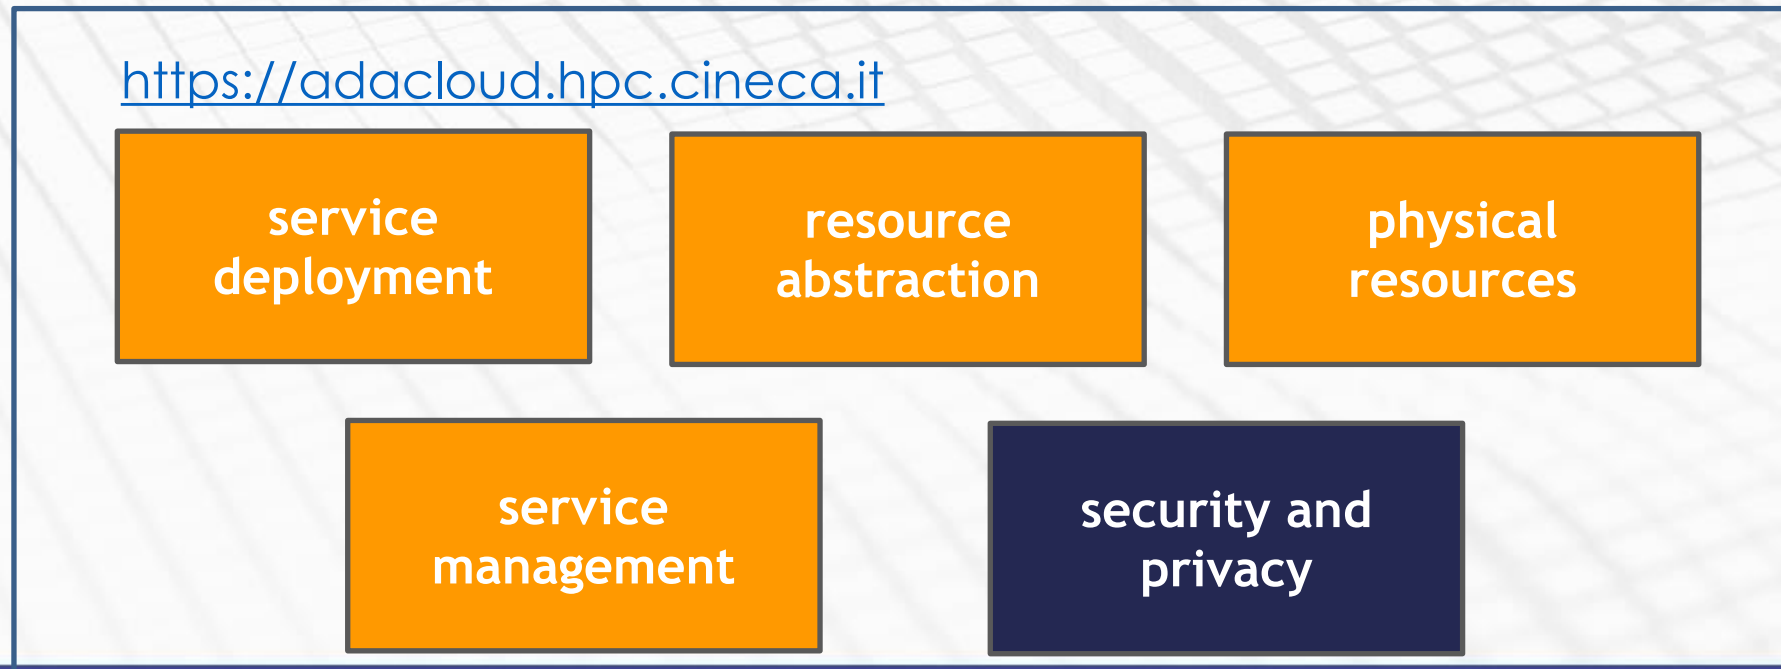 https://adacloud.hpc.cineca.it
service
deployment
resource
abstraction
physical
resources
service
management
security and
privacy